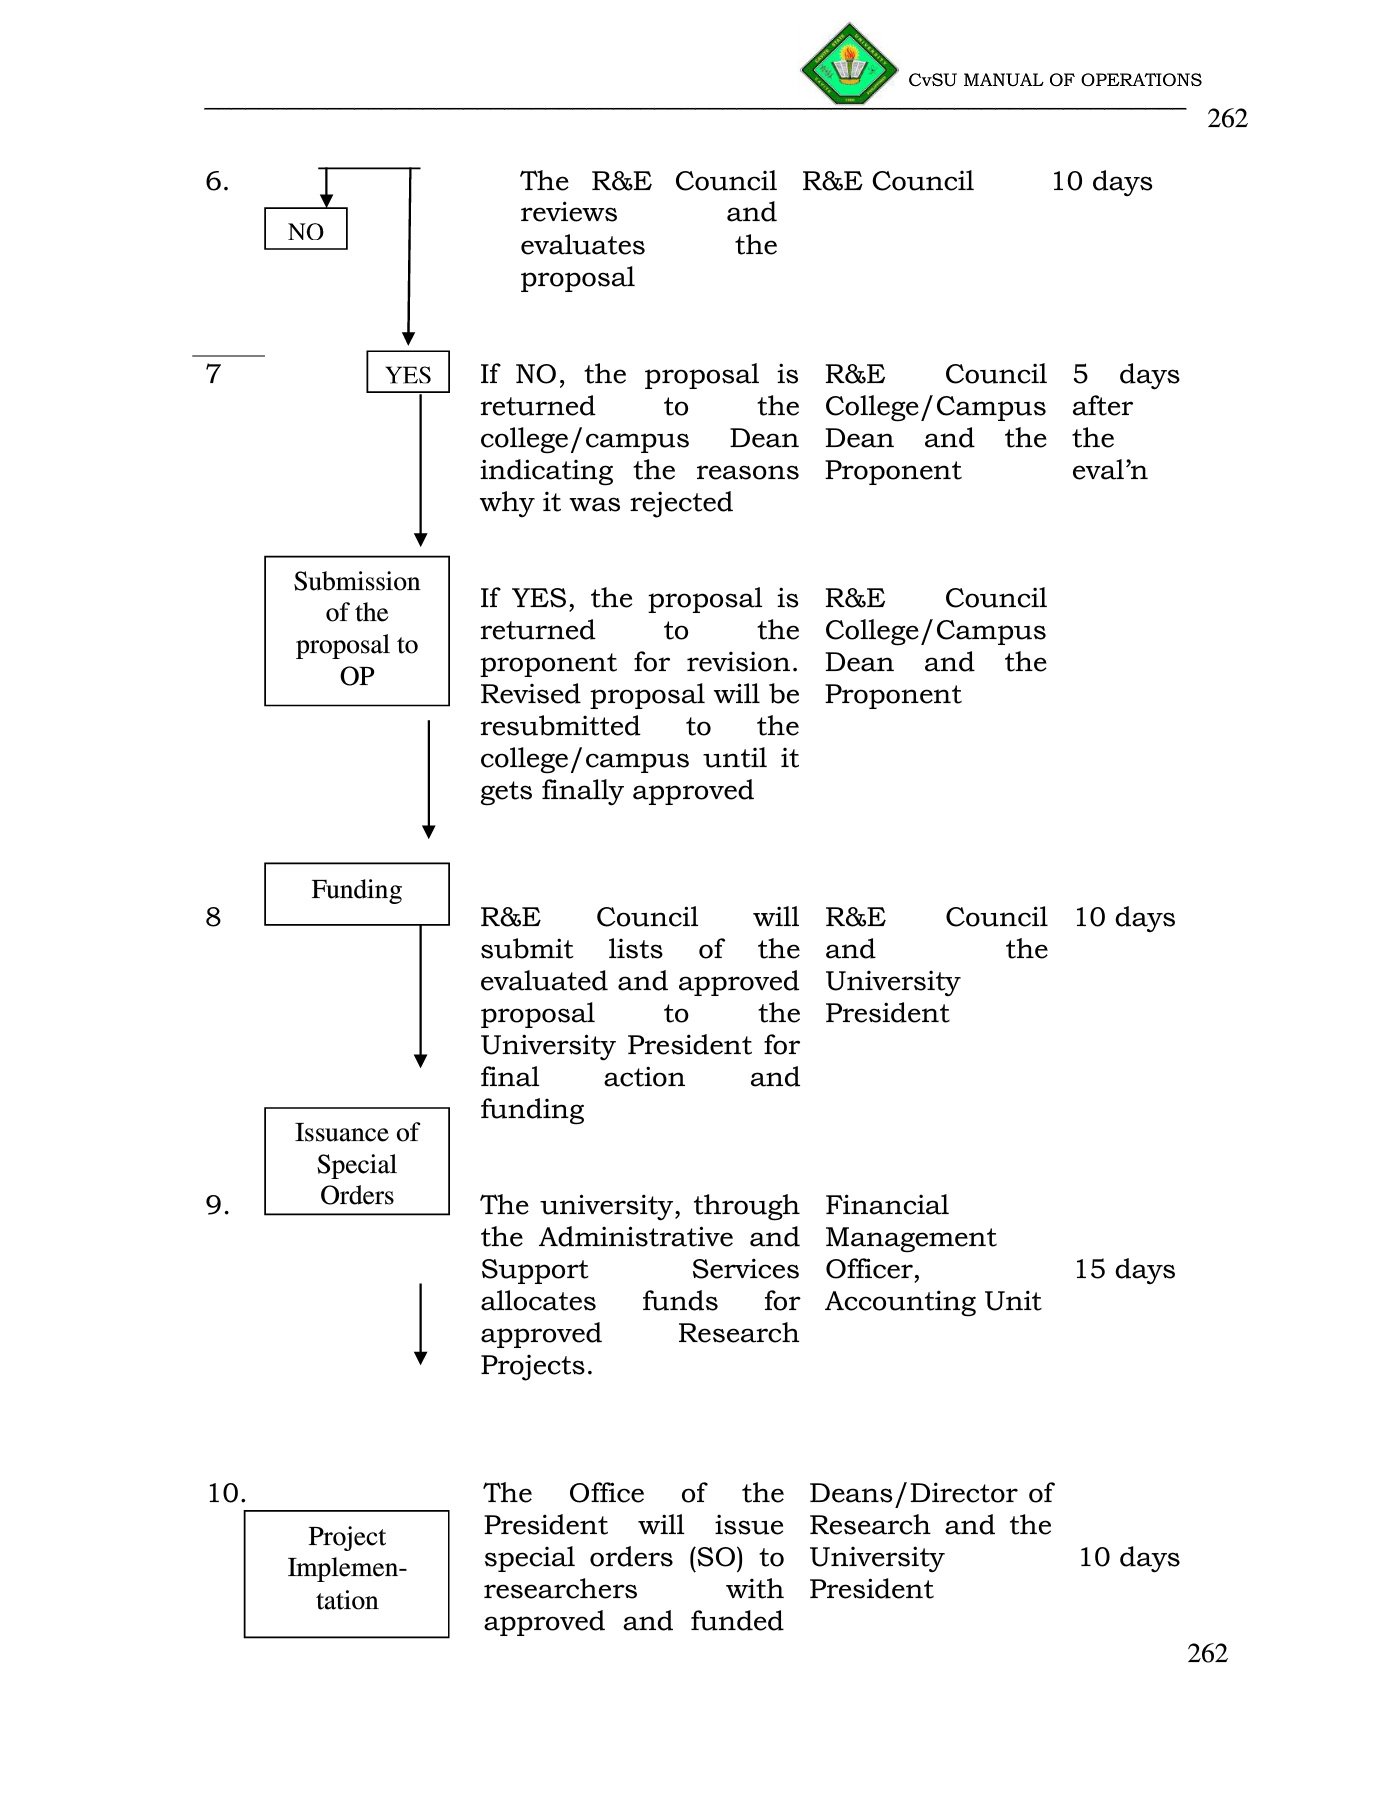 CvSU MANUAL OF OPERATIONS
262
6.
NO
The R&E Council
reviews and
evaluates the
proposal
R&E Council
10 days
7
YES
If NO, the proposal is
returned to the
college/campus Dean
indicating the reasons
why it was rejected
R&E Council
College/Campus
Dean and the
Proponent
5 days
after
the
eval’n
Submission
of the
proposal to
OP
If YES, the proposal is
returned to the
proponent for revision.
Revised proposal will be
resubmitted to the
college/campus until it
gets finally approved
R&E Council
College/Campus
Dean and the
Proponent
Funding
8
R&E Council will
submit lists of the
evaluated and approved
proposal to the
University President for
final action and
funding
R&E Council
and the
University
President
10 days
Issuance of
Special
Orders
9.
The university, through
the Administrative and
Support Services
allocates funds for
approved Research
Projects.
Financial
Management
Officer,
Accounting Unit
15 days
10.
Project
Implemen-
tation
The Office of the
President will issue
special orders (SO) to
researchers with
approved and funded
Deans/Director of
Research and the
University
President
10 days
262